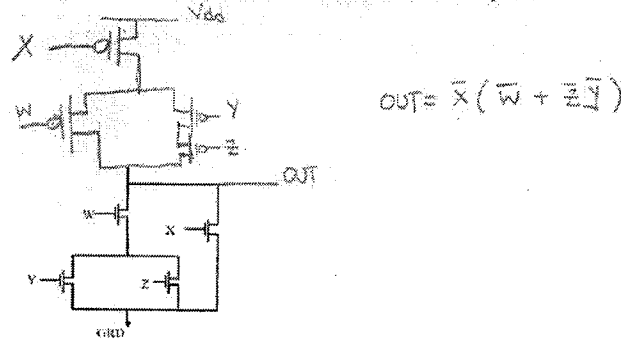 Vdd
X
W
Y
Z
OUT = X̅ ( W̅ + Z̅ Y̅ )
OUT
W
X
Y
Z
GRD